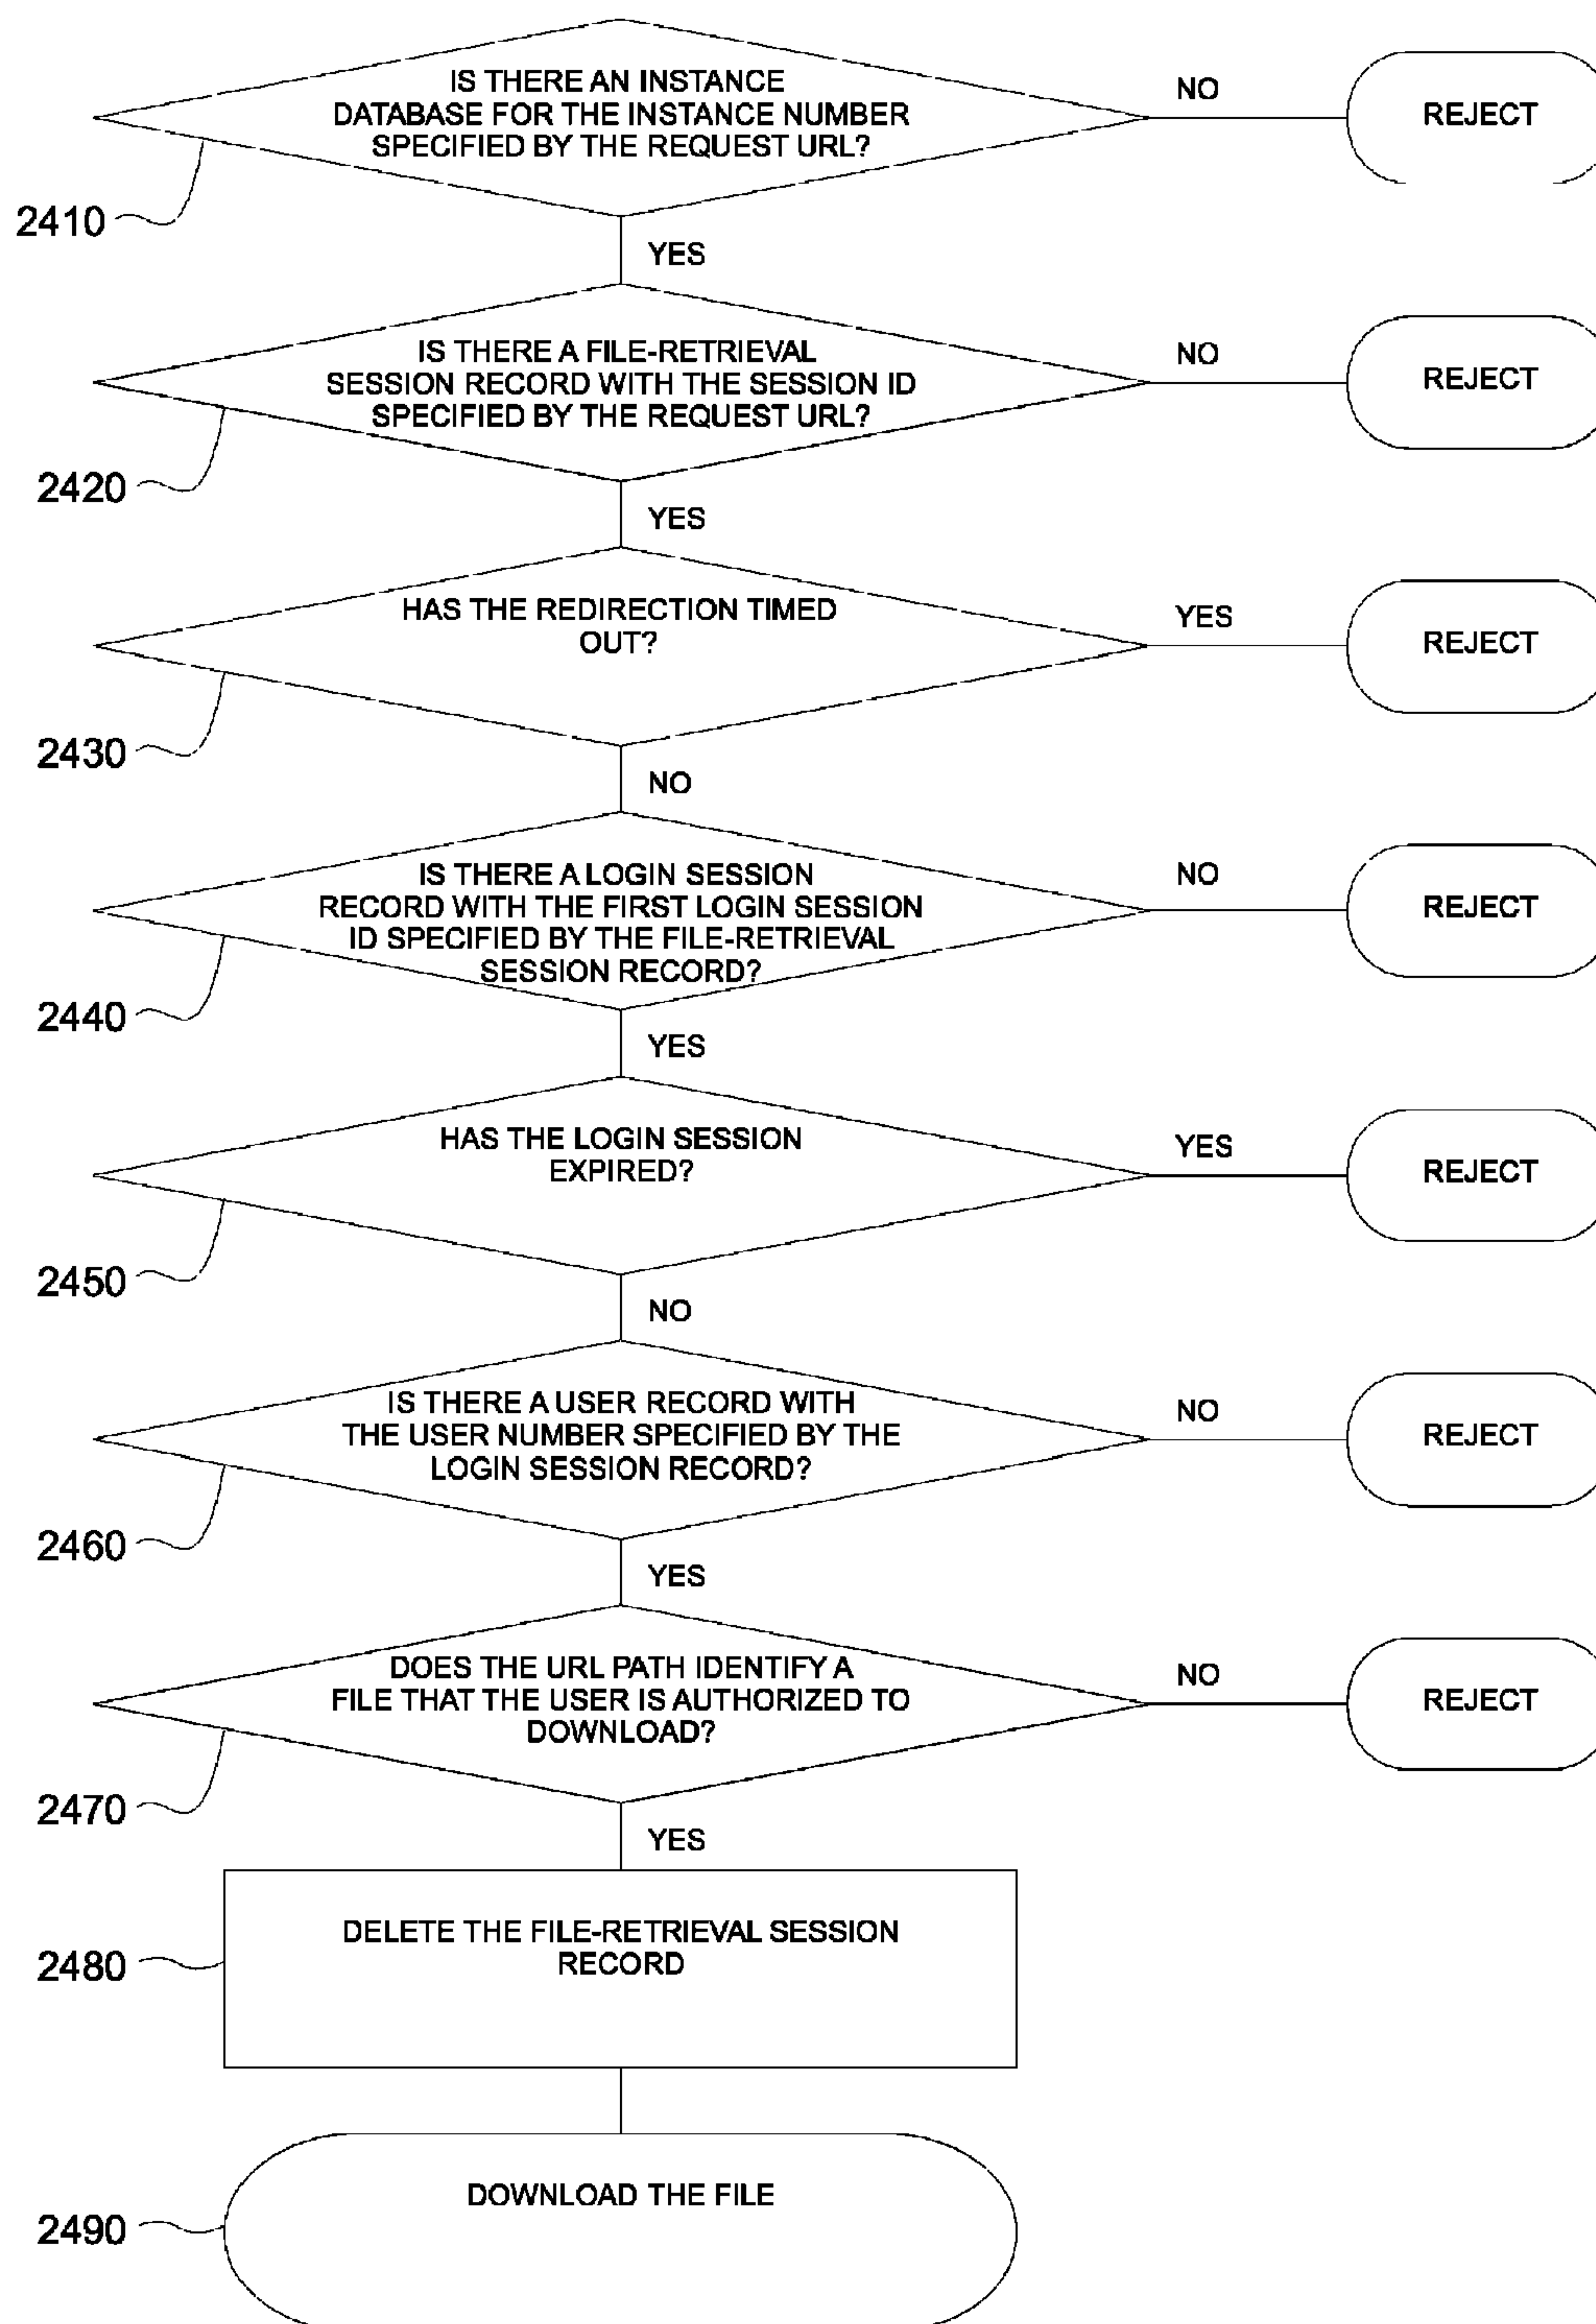 IS THERE AN INSTANCE
DATABASE FOR THE INSTANCE NUMBER
SPECIFIED BY THE REQUEST URL?
NO
REJECT
2410
YES
IS THERE A FILE-RETRIEVAL
SESSION RECORD WITH THE SESSION ID
SPECIFIED BY THE REQUEST URL?
NO
REJECT
2420
YES
HAS THE REDIRECTION TIMED
OUT?
YES
REJECT
2430
NO
IS THERE A LOGIN SESSION
RECORD WITH THE FIRST LOGIN SESSION
ID SPECIFIED BY THE FILE-RETRIEVAL
SESSION RECORD?
NO
REJECT
2440
YES
HAS THE LOGIN SESSION
EXPIRED?
YES
REJECT
2450
NO
IS THERE A USER RECORD WITH
THE USER NUMBER SPECIFIED BY THE
LOGIN SESSION RECORD?
NO
REJECT
2460
YES
DOES THE URL PATH IDENTIFY A
FILE THAT THE USER IS AUTHORIZED TO
DOWNLOAD?
NO
REJECT
2470
YES
DELETE THE FILE-RETRIEVAL SESSION
RECORD
2480
DOWNLOAD THE FILE
2490